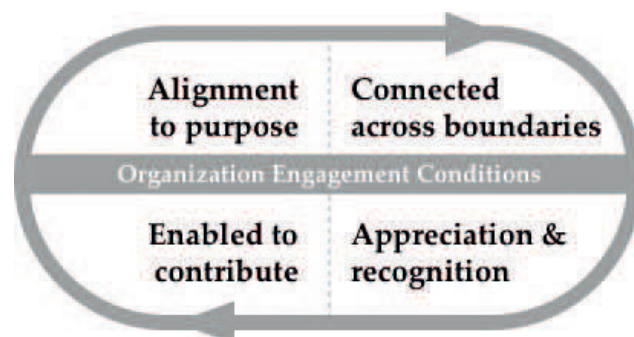 Alignment
to purpose
Connected
across boundaries
Organization Engagement Conditions
Enabled to
contribute
Appreciation &
recognition